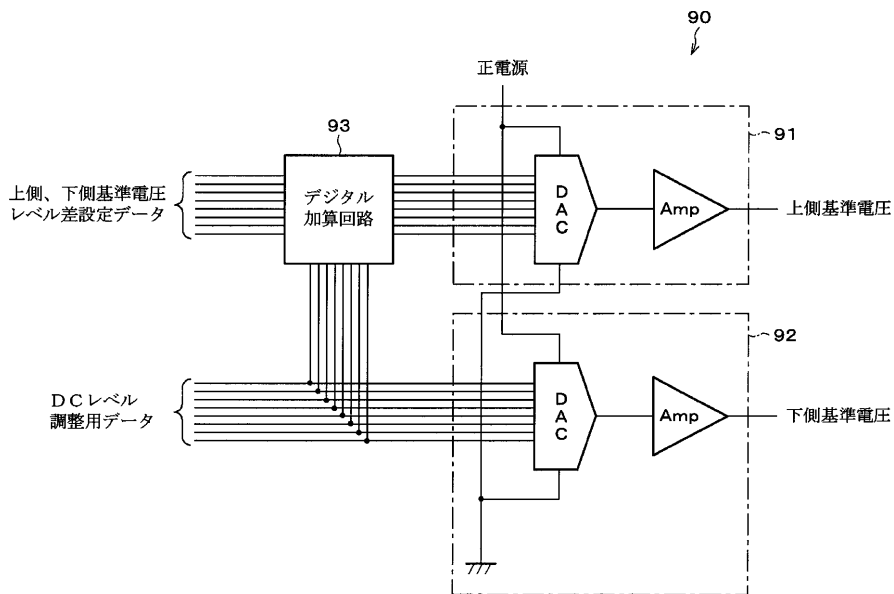 90
正電源
93
91
上側、下側基準電圧
レベル差設定データ
デジタル
加算回路
DAC
Amp
上側基準電圧
92
DCレベル
調整用データ
DAC
Amp
下側基準電圧